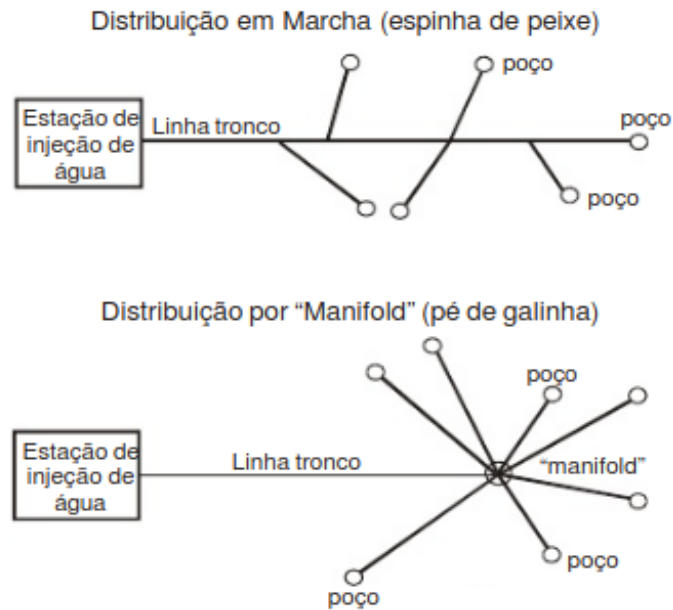 Distribuição em Marcha (espinha de peixe)
poço
Estação de
injeção de
água
Linha tronco
poço
poço
Distribuição por “Manifold” (pé de galinha)
poço
Estação de
injeção de
água
Linha tronco
“manifold”
poço
poço